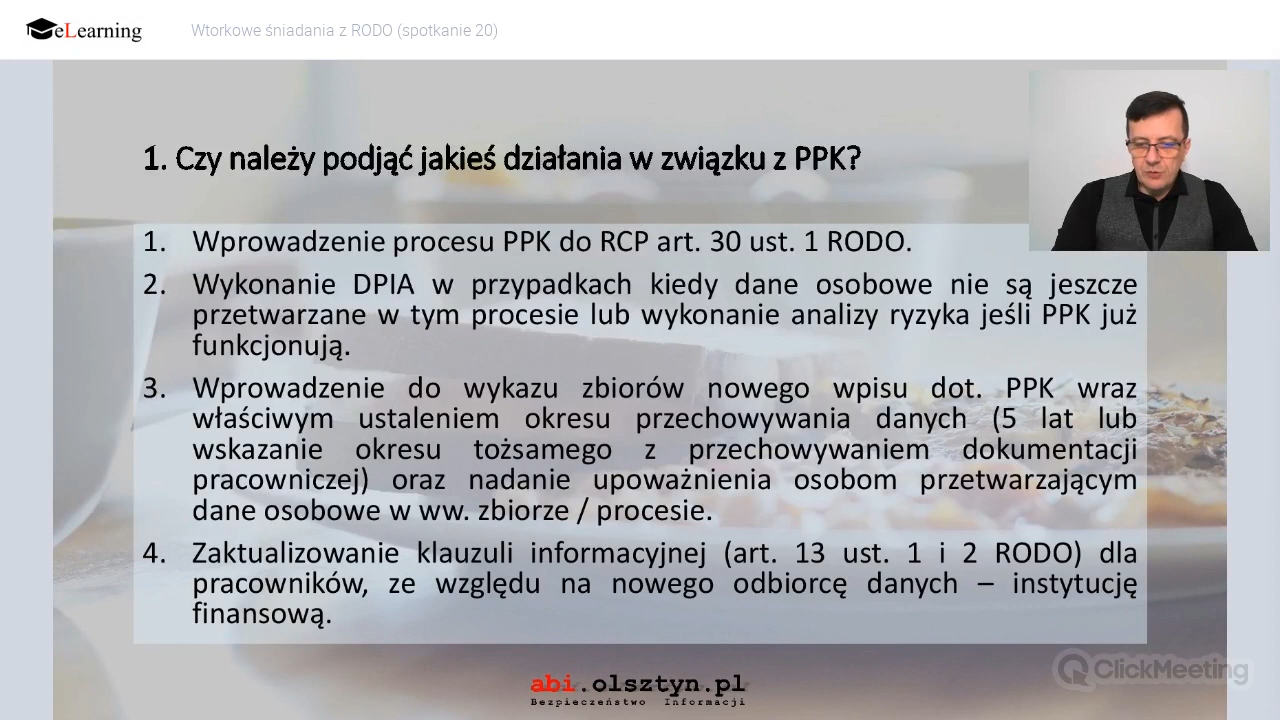 eLearning
Wtorkowe śniadania z RODO (spotkanie 20)
1. Czy należy podjąć jakieś działania w związku z PPK?
1. Wprowadzenie procesu PPK do RCP art. 30 ust. 1 RODO.
2. Wykonanie DPIA w przypadkach kiedy dane osobowe nie są jeszcze
przetwarzane w tym procesie lub wykonanie analizy ryzyka jeśli PPK już
funkcjonują.
3. Wprowadzenie do wykazu zbiorów nowego wpisu dot. PPK wraz
właściwym ustaleniem okresu przechowywania danych (5 lat lub
wskazanie okresu tożsamego z przechowywaniem dokumentacji
pracowniczej) oraz nadanie upoważnienia osobom przetwarzającym
dane osobowe w ww. zbiorze / procesie.
4. Zaktualizowanie klauzuli informacyjnej (art. 13 ust. 1 i 2 RODO) dla
pracowników, ze względu na nowego odbiorcę danych – instytucję
finansową.
ClickMeeting
abi.olsztyn.pl
Bezpieczeństwo Informacji